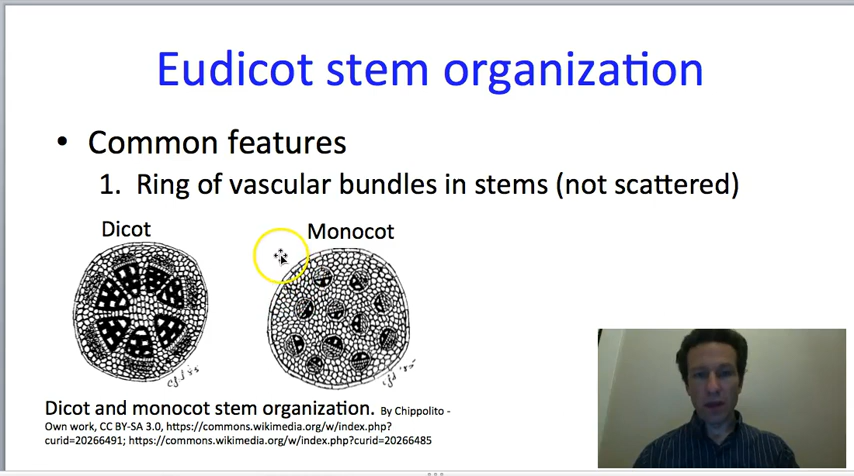 Eudicot stem organization
• Common features
1. Ring of vascular bundles in stems (not scattered)
Dicot
Monocot
Dicot and monocot stem organization. By Chippolito -
Own work, CC BY-SA 3.0, https://commons.wikimedia.org/w/index.php?
curid=20266491; https://commons.wikimedia.org/w/index.php?curid=20266485